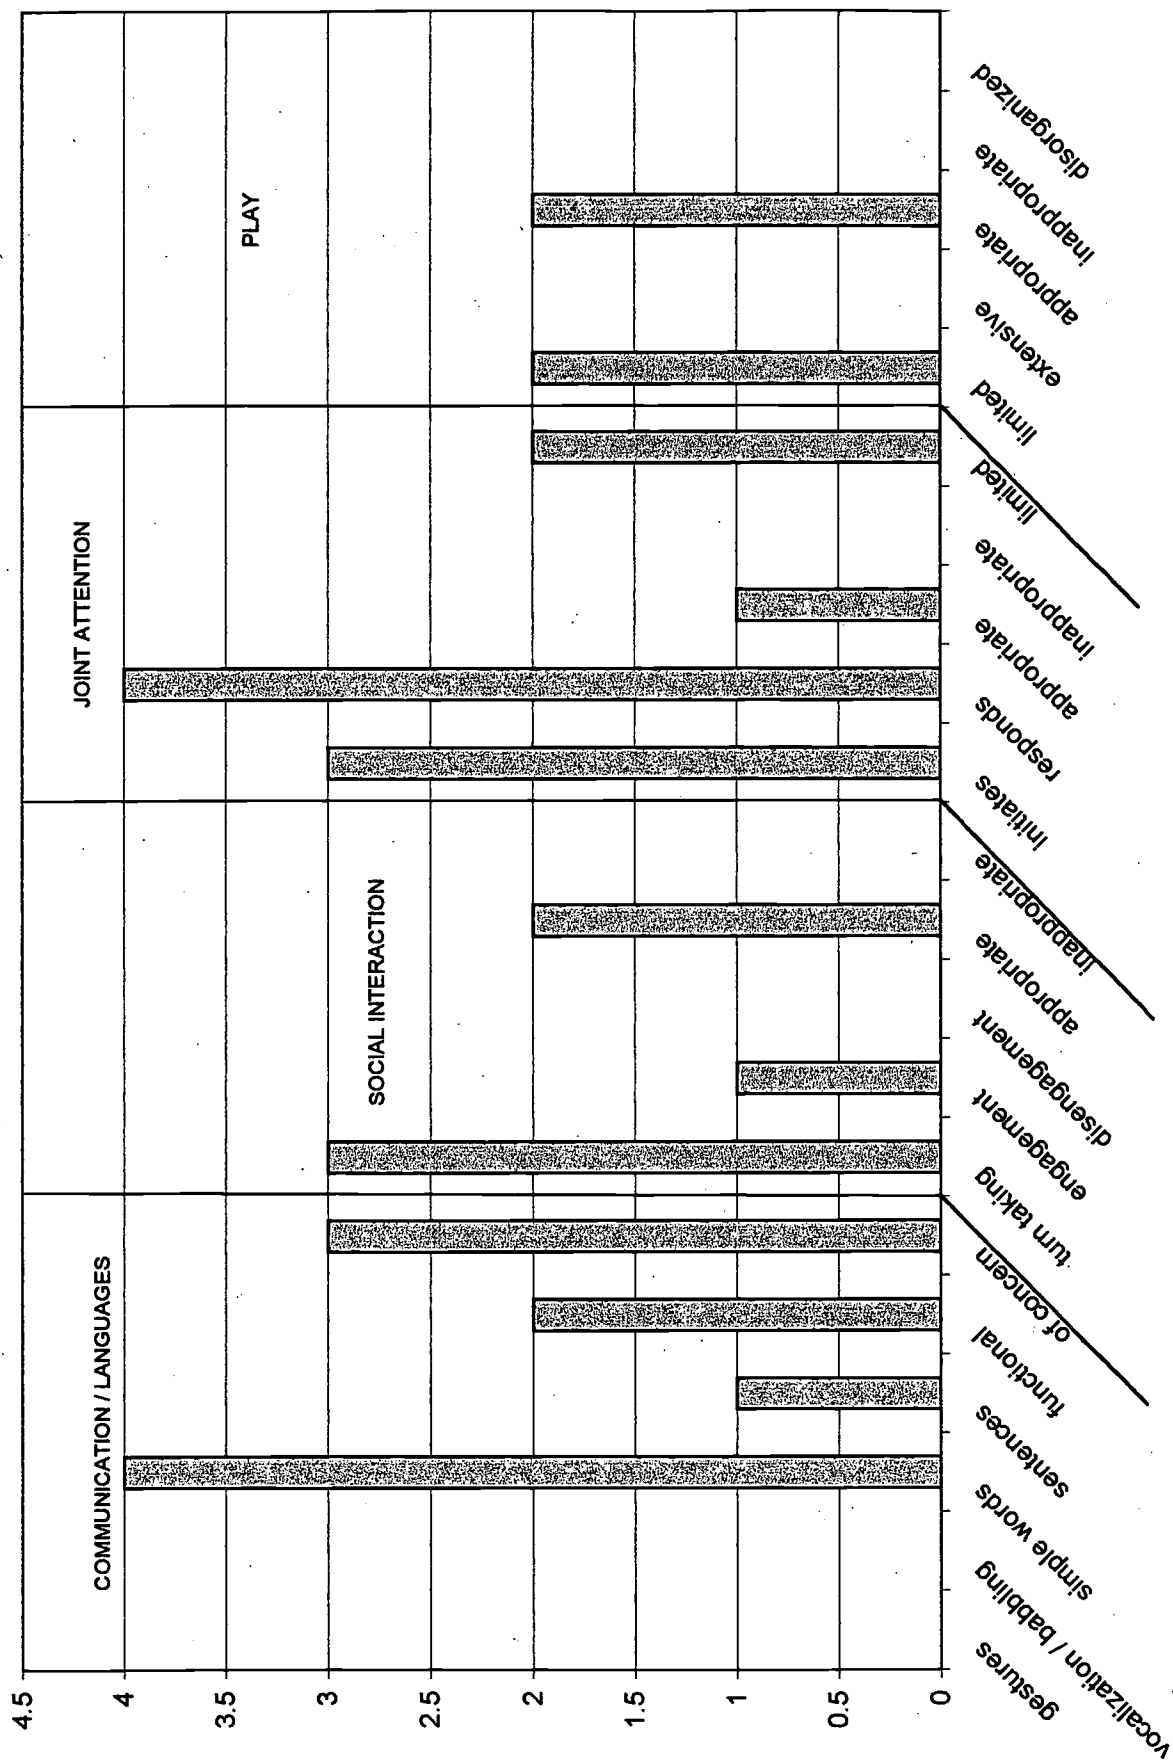 COMMUNICATION / LANGUAGES
SOCIAL INTERACTION
JOINT ATTENTION
PLAY
4.5
4
3.5
3
2.5
2
1.5
1
0.5
0
gestures
vocalization / babbling
simple words
sentences
functional
of concern
turn taking
engagement
disengagement
appropriate
inappropriate
Initiates
responds
appropriate
inappropriate
limited
limited
extensive
appropriate
inappropriate
disorganized